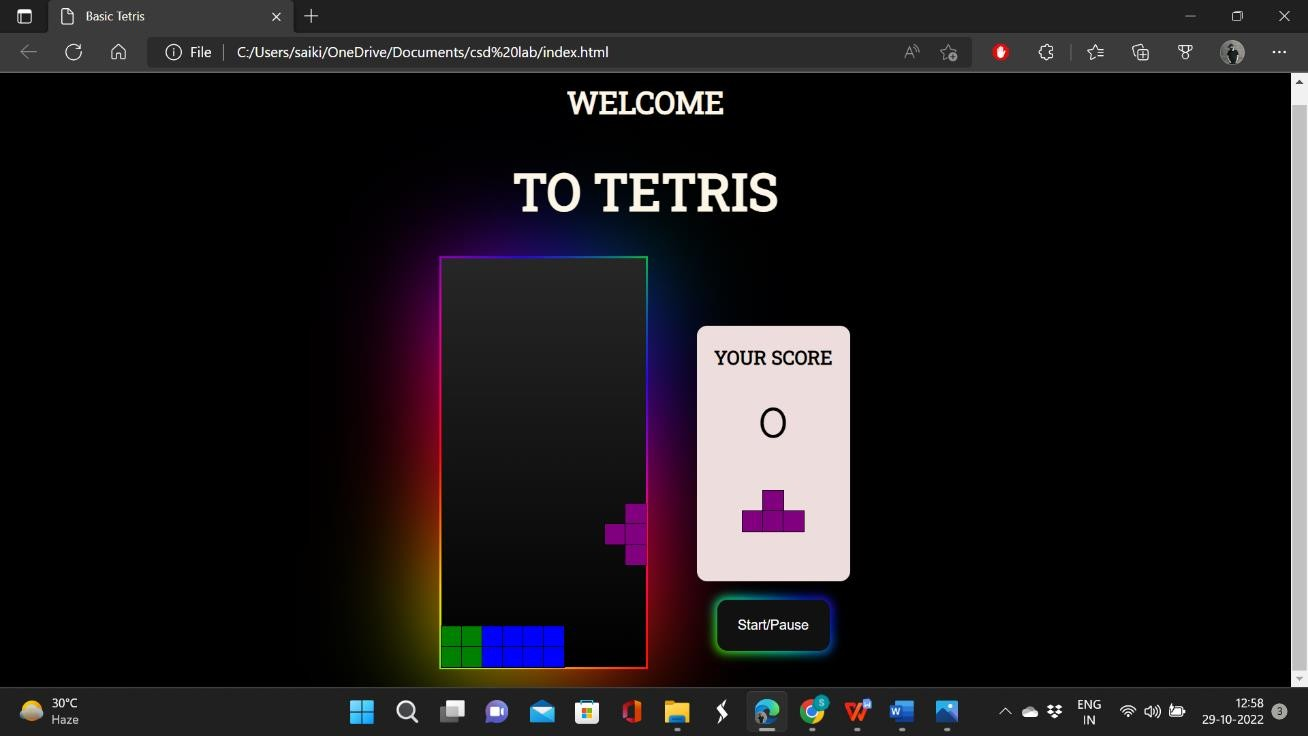 Basic Tetris
File
C:/Users/saiki/OneDrive/Documents/csd%20lab/index.html
WELCOME
TO TETRIS
YOUR SCORE
0
Start/Pause
30°C
Haze
S
W
W
ENG
IN
12:58
29-10-2022
3